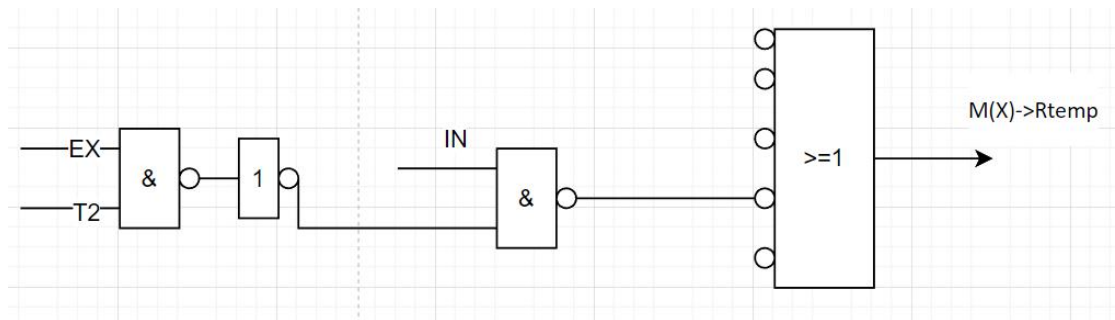 EX
T2
&
1
IN
&
>=1
M(X)->Rtemp